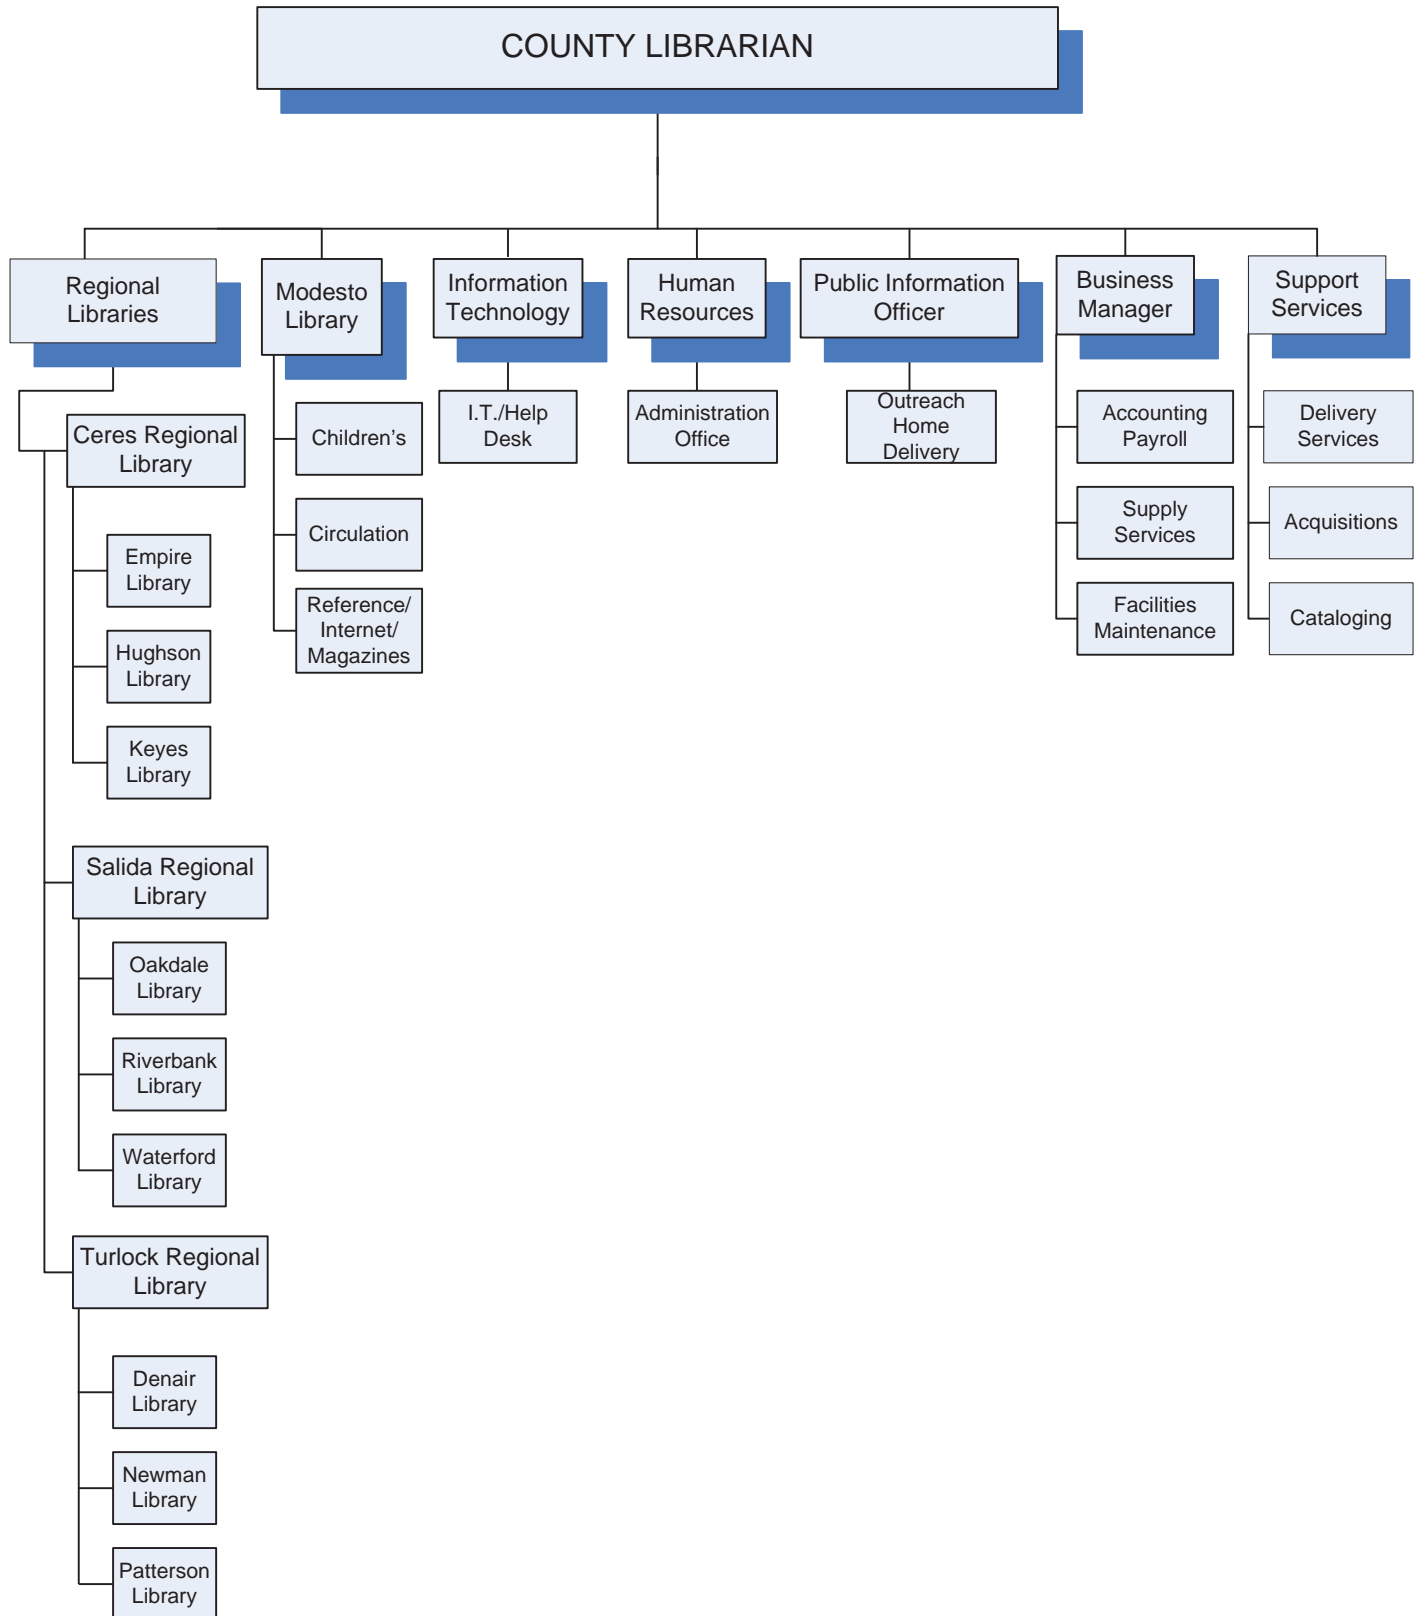 COUNTY LIBRARIAN
Regional
Libraries
Modesto
Library
Information
Technology
Human
Resources
Public Information
Officer
Business
Manager
Support
Services
Ceres Regional
Library
Empire
Library
Hughson
Library
Keyes
Library
Salida Regional
Library
Oakdale
Library
Riverbank
Library
Waterford
Library
Turlock Regional
Library
Denair
Library
Newman
Library
Patterson
Library
Children's
Circulation
Reference/
Internet/
Magazines
I.T./Help
Desk
Administration
Office
Outreach
Home
Delivery
Accounting
Payroll
Supply
Services
Facilities
Maintenance
Delivery
Services
Acquisitions
Cataloging